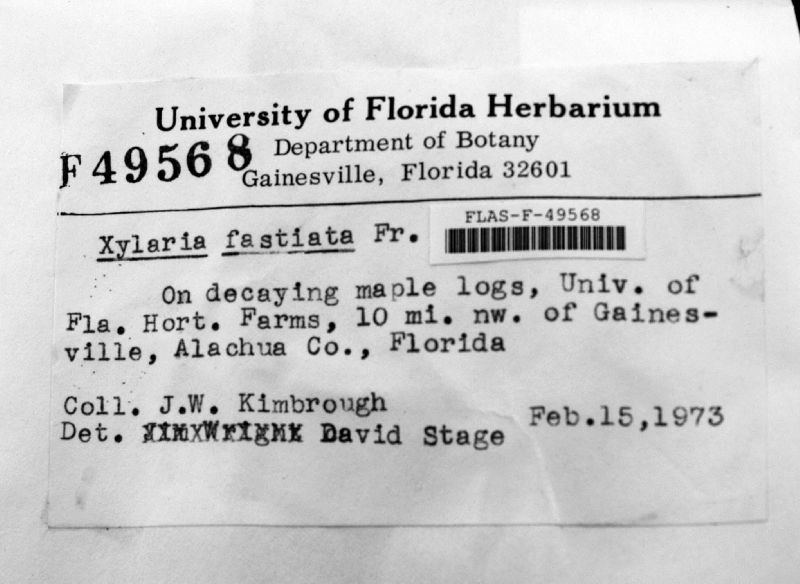 University of Florida Herbarium
F 49568 Department of Botany
Gainesville, Florida 32601
FLAS-F-49568
Xylaria fastiata Fr.
On decaying maple logs, Univ. of
Fla. Hort. Farms, 10 mi. nw. of Gaines-
ville, Alachua Co., Florida
Coll. J.W. Kimbrough
Feb.15,1973
Det. David Stage